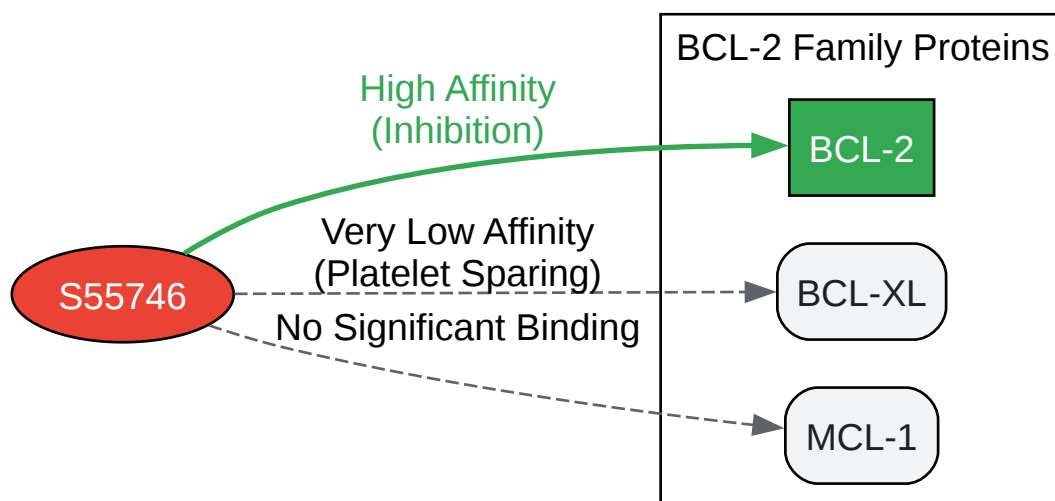 BCL-2 Family Proteins
High Affinity
(Inhibition)
BCL-2
Very Low Affinity
(Platelet Sparing)
S55746
BCL-XL
No Significant Binding
MCL-1